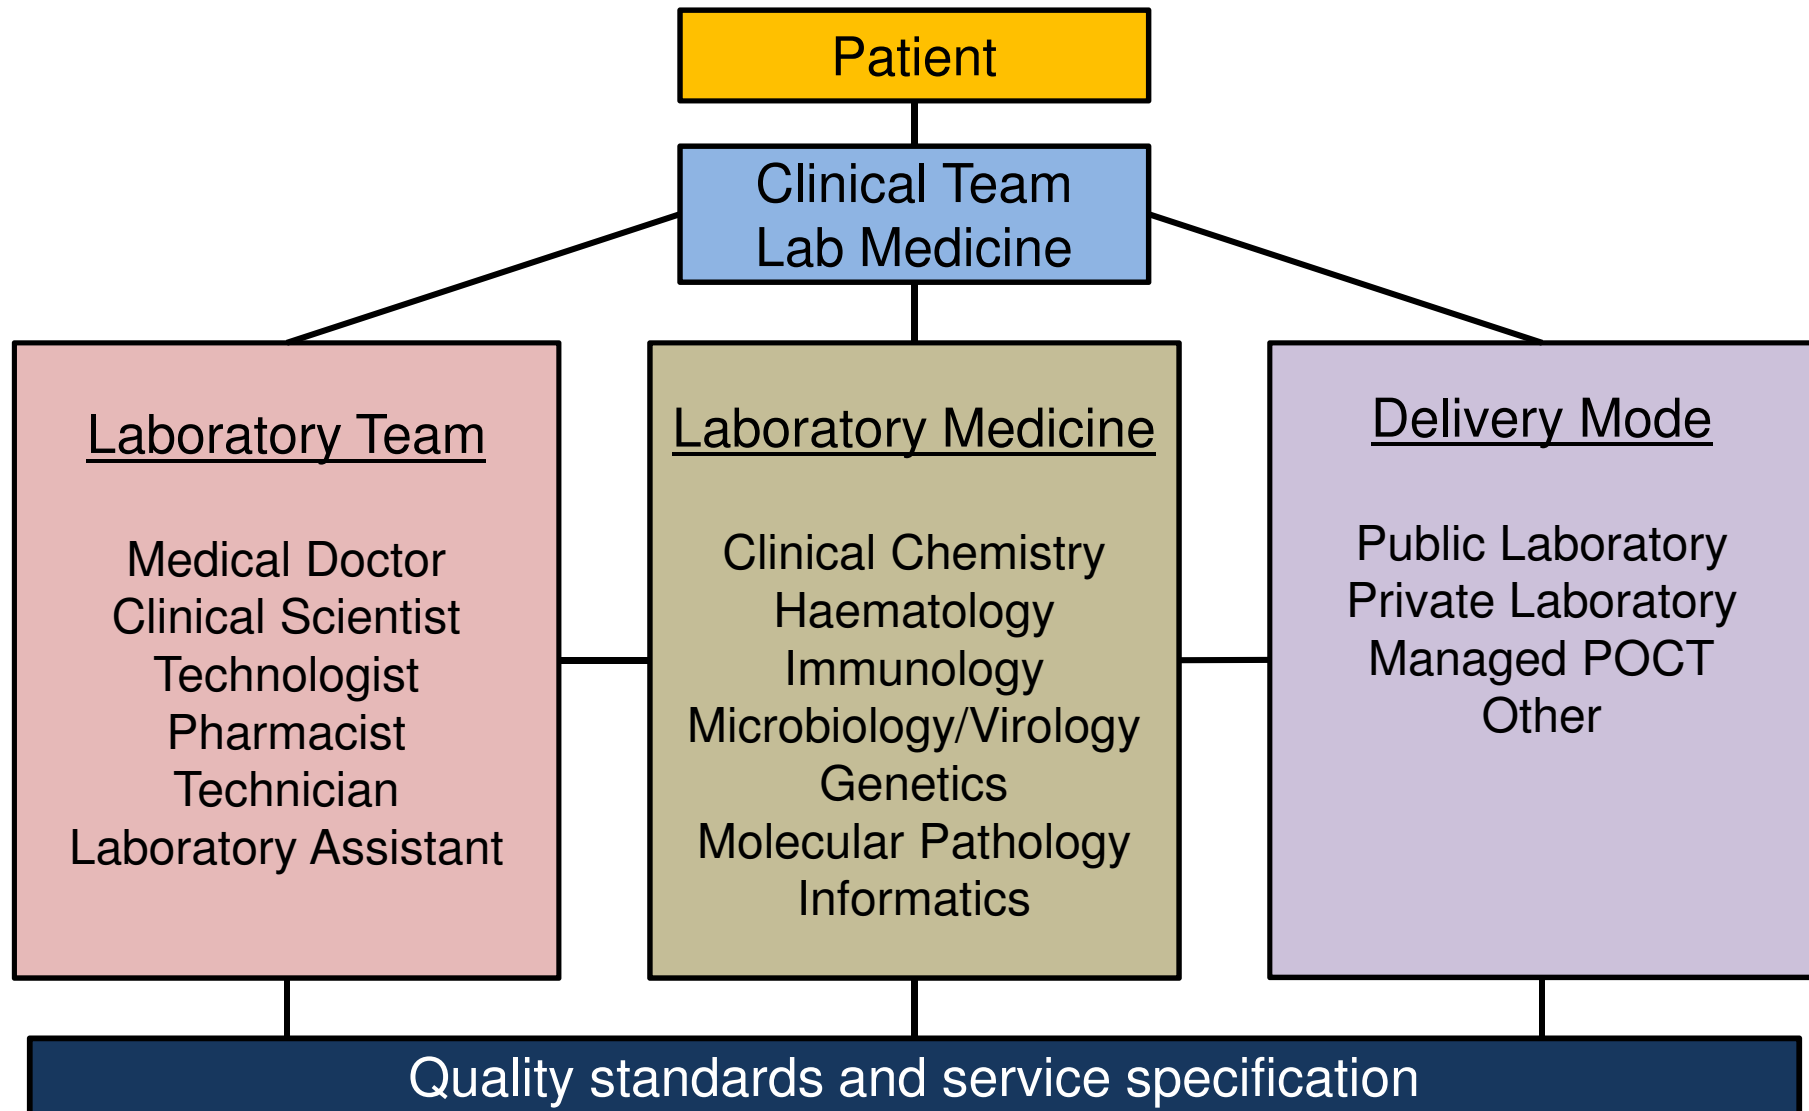 Patient
Clinical Team
Lab Medicine
Laboratory Team
Medical Doctor
Clinical Scientist
Technologist
Pharmacist
Technician
Laboratory Assistant
Laboratory Medicine
Clinical Chemistry
Haematology
Immunology
Microbiology/Virology
Genetics
Molecular Pathology
Informatics
Delivery Mode
Public Laboratory
Private Laboratory
Managed POCT
Other
Quality standards and service specification